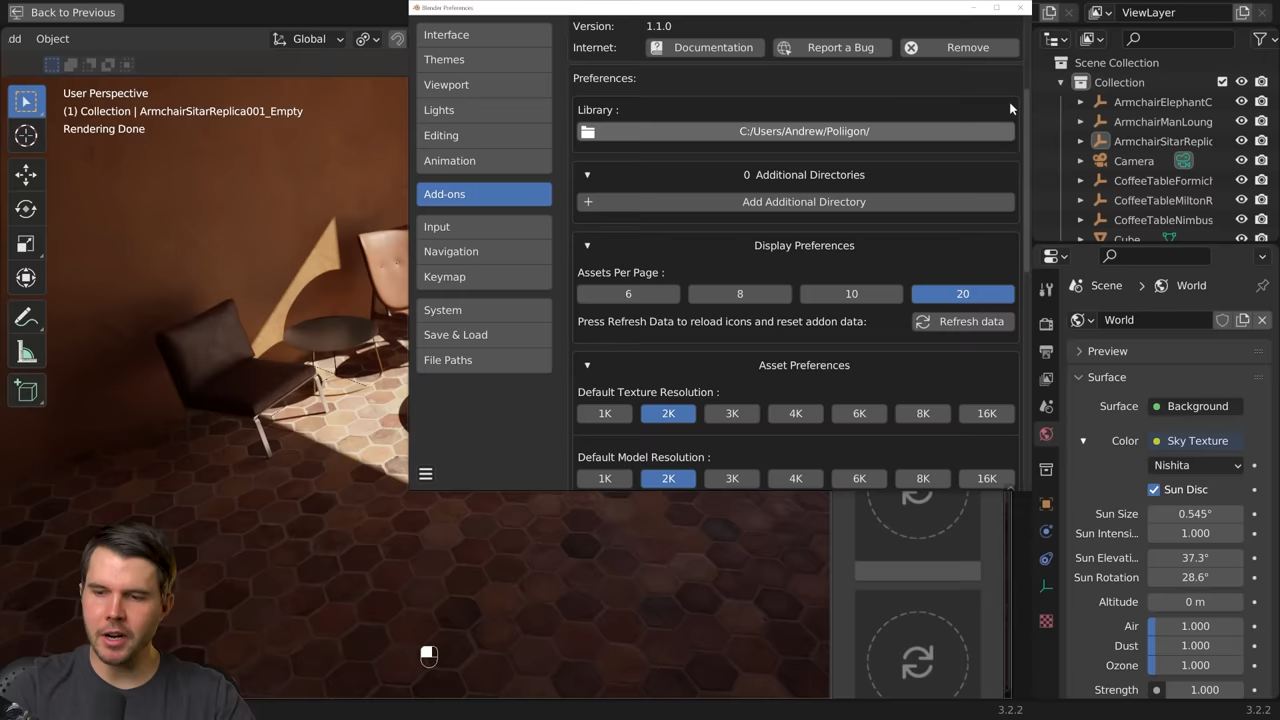 Back to Previous
Blender Preferences
ViewLayer
dd
Object
Global
User Perspective
(1) Collection | ArmchairSitarReplica001_Empty
Rendering Done
Interface
Themes
Viewport
Lights
Editing
Animation
Add-ons
Input
Navigation
Keymap
System
Save & Load
File Paths
Version:
1.1.0
Internet:
Documentation
Report a Bug
Remove
Preferences:
Library :
C:/Users/Andrew/Poliigon/
0 Additional Directories
Add Additional Directory
Display Preferences
Assets Per Page :
6
8
10
20
Press Refresh Data to reload icons and reset addon data:
Refresh data
Asset Preferences
Default Texture Resolution :
1K
2K
3K
4K
6K
8K
16K
Default Model Resolution :
1K
2K
3K
4K
6K
8K
16K
Scene Collection
Collection
ArmchairElephantC
ArmchairManLoung
ArmchairSitarReplic
Camera
CoffeeTableFormich
CoffeeTableMiltonR
CoffeeTableNimbus
Cube
Scene
World
World
Preview
Surface
Surface
Background
Color
Sky Texture
Nishita
Sun Disc
Sun Size
0.545°
Sun Intensi...
1.000
Sun Elevati...
37.3°
Sun Rotation
28.6°
Altitude
0 m
Air
1.000
Dust
1.000
Ozone
1.000
Strength
1.000
3.2.2
3.2.2